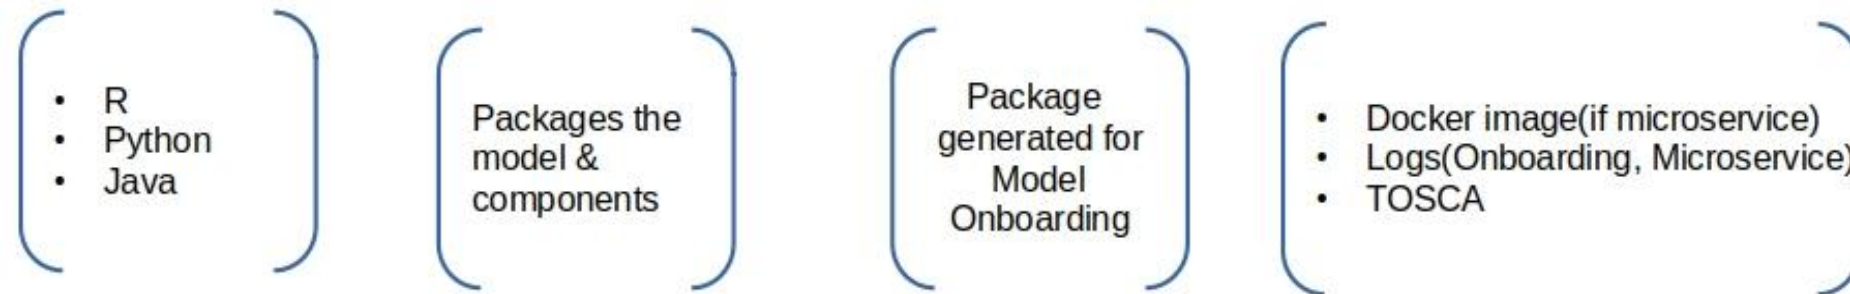 • R
• Python
• Java
Packages the
model &
components
Package
generated for
Model
Onboarding
• Docker image(if microservice)
• Logs(Onboarding, Microservice)
• TOSCA